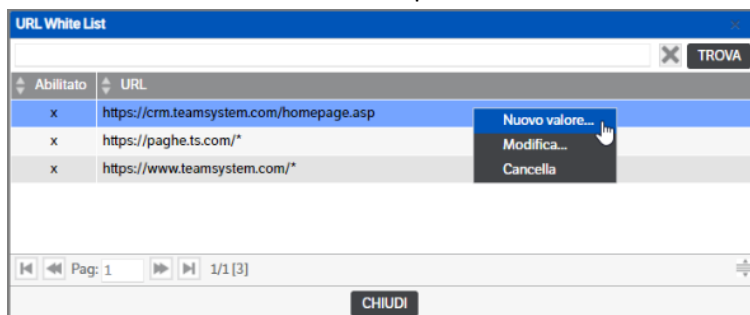 URL White List
TROVA
Abilitato URL
x https://crm.teamsystem.com/homepage.asp
Nuovo valore...
x https://paghe.ts.com/*
Modifica...
x https://www.teamsystem.com/*
Cancella
Pag: 1 1/1 [3]
CHIUDI